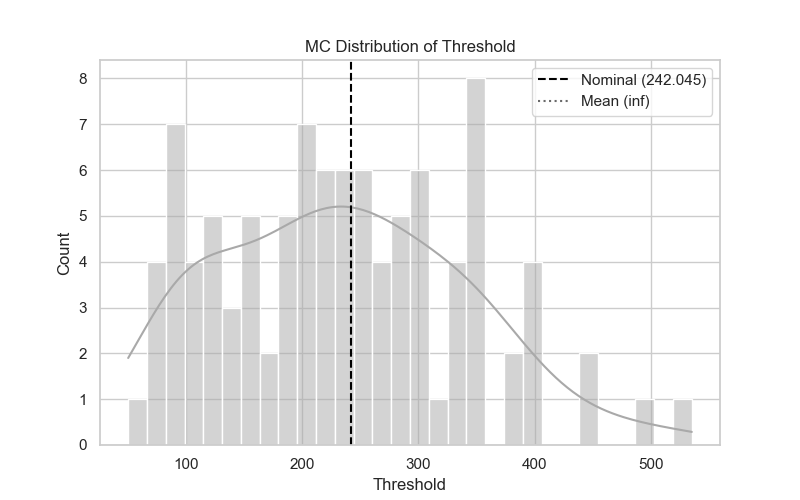 MC Distribution of Threshold
Nominal (242.045)
Mean (inf)
8
7
6
5
4
3
2
1
0
Count
100
200
300
400
500
Threshold